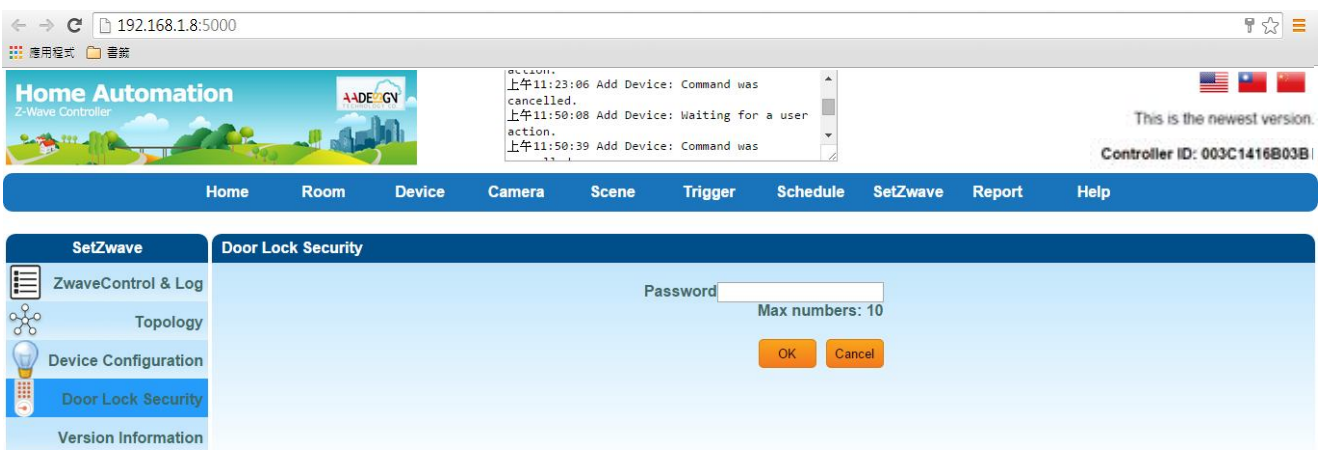 192.168.1.8:5000
應用程式 書籤
Home Automation
Z-Wave Controller
AADESIGN
TECHNOLOGY CO
action.
上午11:23:06 Add Device: Command was
cancelled.
上午11:50:08 Add Device: Waiting for a user
action.
上午11:50:39 Add Device: Command was
This is the newest version.
Controller ID: 003C1416B03B
Home Room Device Camera Scene Trigger Schedule SetZwave Report Help
SetZwave
ZwaveControl & Log
Topology
Device Configuration
Door Lock Security
Version Information
Door Lock Security
Password
Max numbers: 10
OK Cancel